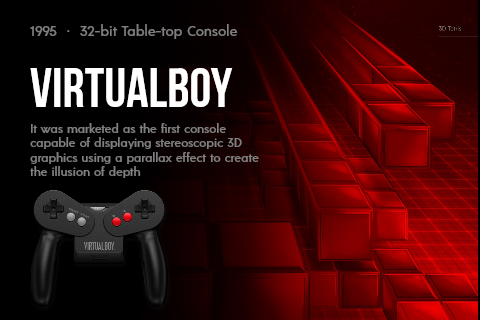 1995 · 32-bit Table-top Console
3D Tetris
VIRTUALBOY
It was marketed as the first console
capable of displaying stereoscopic 3D
graphics using a parallax effect to create
the illusion of depth
VIRTUALBOY